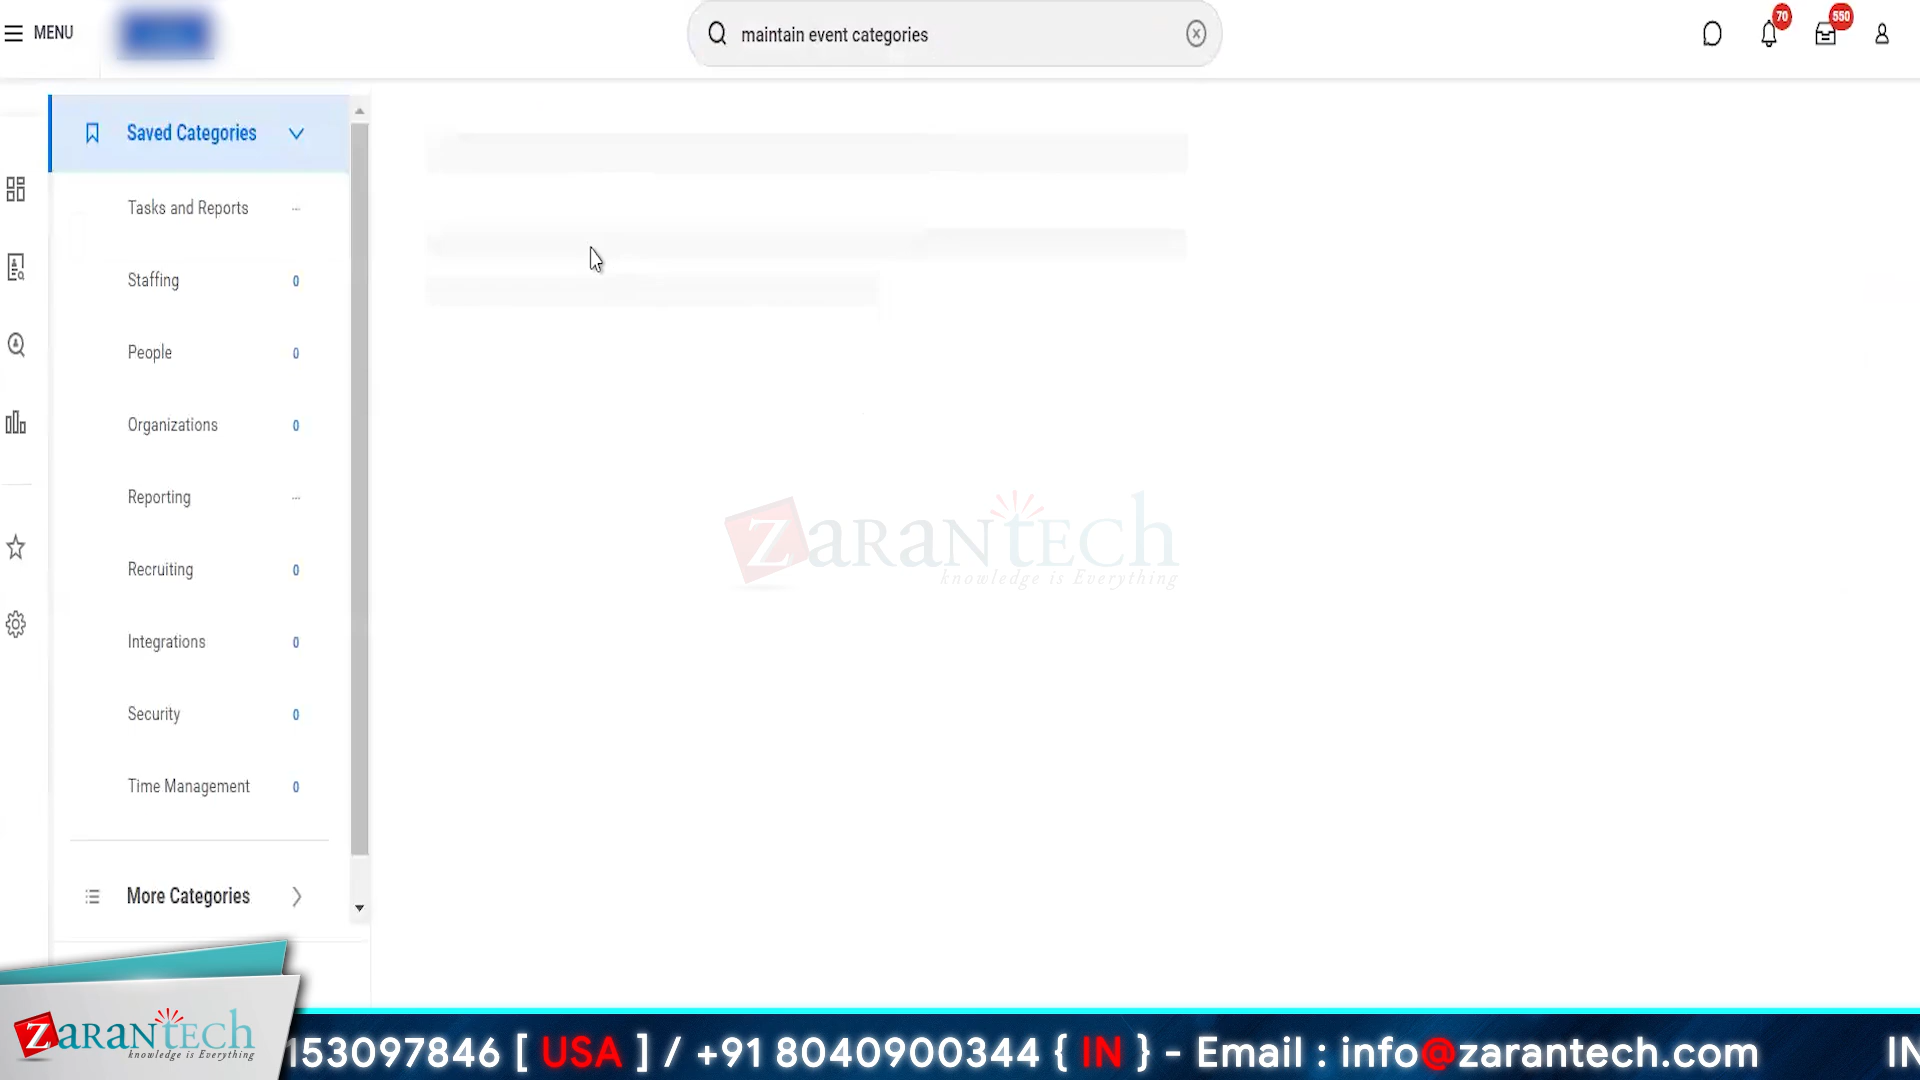 MENU
maintain event categories
70
550
Saved Categories
Tasks and Reports ...
Staffing 0
People 0
Organizations 0
Reporting ...
Recruiting 0
Integrations 0
Security 0
Time Management 0
More Categories
ZARANTECH
knowledge is Everything
ZARANTECH
knowledge is Everything
153097846 [ USA ] / +91 8040900344 { IN } - Email : info@zarantech.com IN